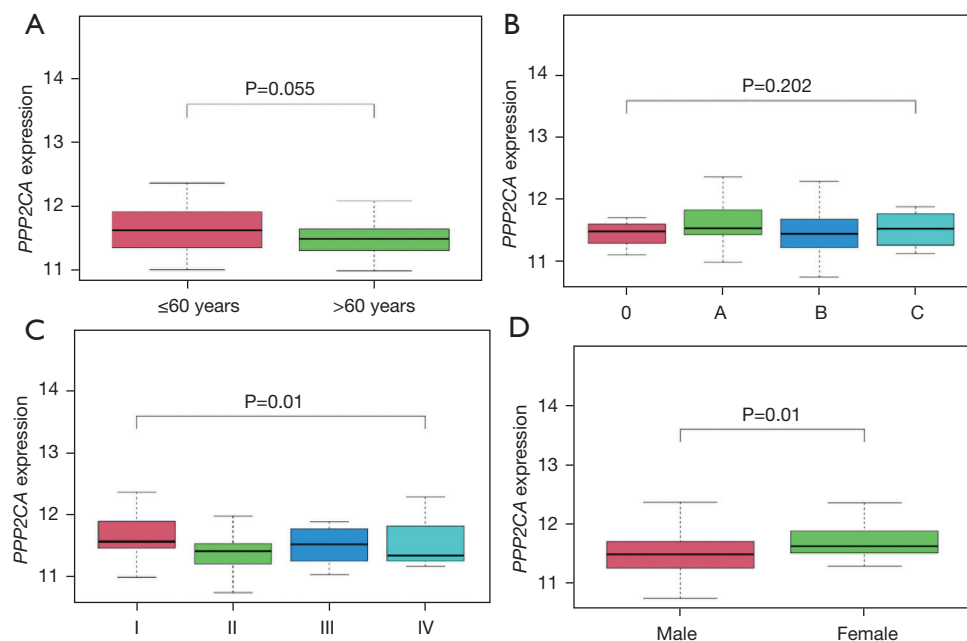 A
PPP2CA expression
14
13
12
11
P=0.055
≤60 years >60 years
B
PPP2CA expression
14
13
12
11
P=0.202
0 A B C
C
PPP2CA expression
14
13
12
11
P=0.01
I II III IV
D
PPP2CA expression
14
13
12
11
P=0.01
Male Female